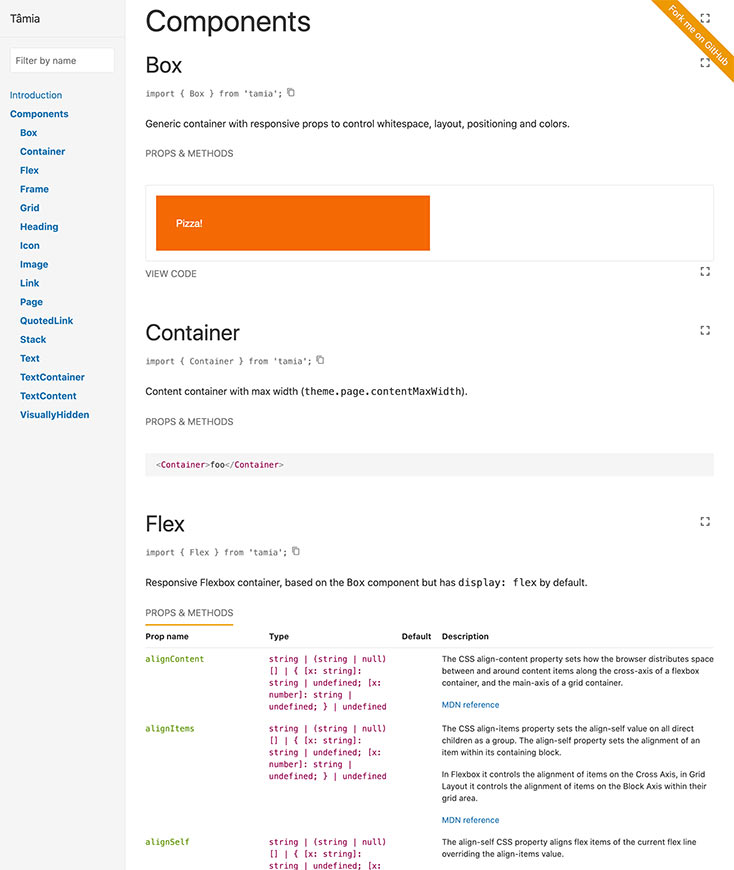 Tâmia
Filter by name
Introduction
Components
Box
Container
Flex
Frame
Grid
Heading
Icon
Image
Link
Page
QuotedLink
Stack
Text
TextContainer
TextContent
VisuallyHidden
Fork me on GitHub
Components
Box
import { Box } from 'tamia';
Generic container with responsive props to control whitespace, layout, positioning and colors.
PROPS & METHODS
Pizza!
VIEW CODE
Container
import { Container } from 'tamia';
Content container with max width (theme.page.contentMaxWidth).
PROPS & METHODS
<Container>foo</Container>
Flex
import { Flex } from 'tamia';
Responsive Flexbox container, based on the Box component but has display: flex by default.
PROPS & METHODS
Prop name Type Default Description
alignContent
string | (string | null)
[] | { [x: string]:
string | undefined; [x:
number]: string |
undefined; } | undefined
The CSS align-content property sets how the browser distributes space
between and around content items along the cross-axis of a flexbox
container, and the main-axis of a grid container.
MDN reference
alignItems
string | (string | null)
[] | { [x: string]:
string | undefined; [x:
number]: string |
undefined; } | undefined
The CSS align-items property sets the align-self value on all direct
children as a group. The align-self property sets the alignment of an
item within its containing block.
In Flexbox it controls the alignment of items on the Cross Axis, in Grid
Layout it controls the alignment of items on the Block Axis within their
grid area.
MDN reference
alignSelf
string | (string | null)
[] | { [x: string]:
string | undefined; [x:
The align-self CSS property aligns flex items of the current flex line
overriding the align-items value.